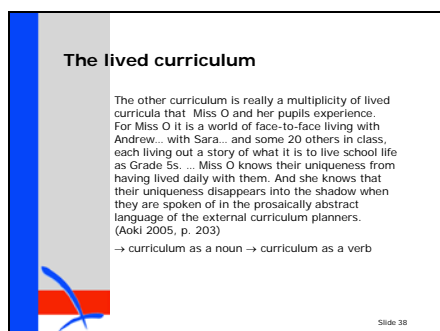 The lived curriculum
The other curriculum is really a multiplicity of lived
curricula that  Miss O and her pupils experience.
For Miss O it is a world of face-to-face living with
Andrew... with Sara... and some 20 others in class,
each living out a story of what it is to live school life
as Grade 5s. ... Miss O knows their uniqueness from
having lived daily with them. And she knows that
their uniqueness disappears into the shadow when
they are spoken of in the prosaically abstract
language of the external curriculum planners.
(Aoki 2005, p. 203)
→ curriculum as a noun → curriculum as a verb
Slide 38